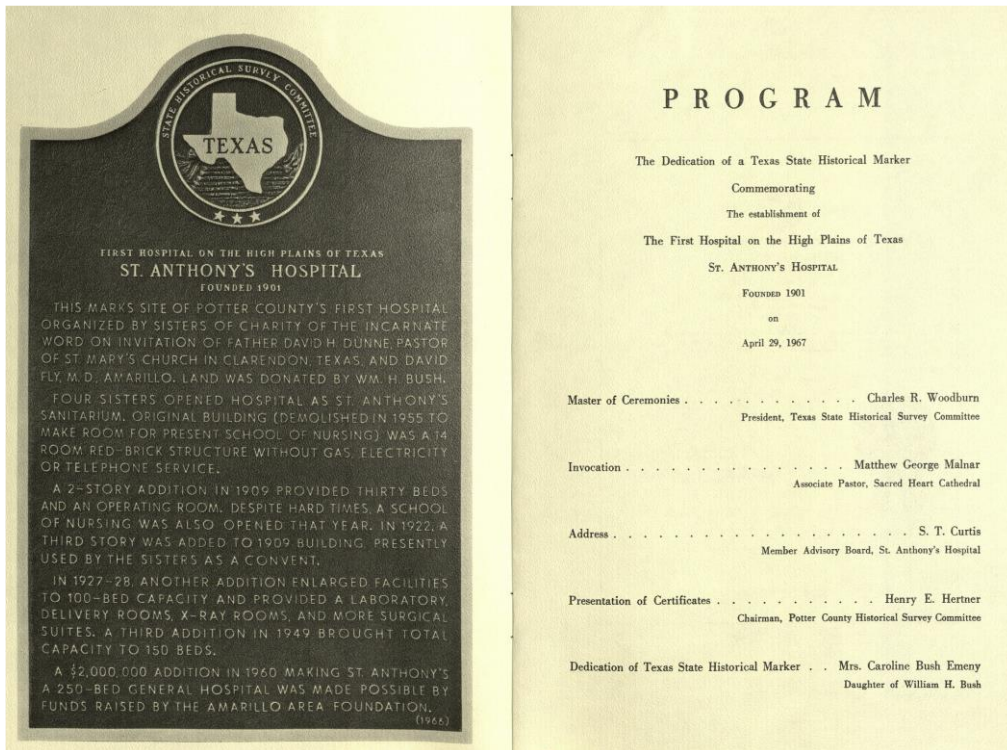 STATE HISTORICAL SURVEY COMMITTEE
TEXAS
FIRST HOSPITAL ON THE HIGH PLAINS OF TEXAS
ST. ANTHONY'S HOSPITAL
FOUNDED 1901
THIS MARKS SITE OF POTTER COUNTY'S FIRST HOSPITAL
ORGANIZED BY SISTERS OF CHARITY OF THE INCARNATE
WORD ON INVITATION OF FATHER DAVID H. DUNNE, PASTOR
OF ST. MARY'S CHURCH IN CLARENDON, TEXAS, AND DAVID
FLY, M. D., AMARILLO. LAND WAS DONATED BY WM. H. BUSH.
FOUR SISTERS OPENED HOSPITAL AS ST. ANTHONY'S
SANITARIUM. ORIGINAL BUILDING (DEMOLISHED IN 1955 TO
MAKE ROOM FOR PRESENT SCHOOL OF NURSING) WAS A 14
ROOM RED-BRICK STRUCTURE WITHOUT GAS, ELECTRICITY
OR TELEPHONE SERVICE.
A 2-STORY ADDITION IN 1909 PROVIDED THIRTY BEDS
AND AN OPERATING ROOM. DESPITE HARD TIMES, A SCHOOL
OF NURSING WAS ALSO OPENED THAT YEAR. IN 1922, A
THIRD STORY WAS ADDED TO 1909 BUILDING, PRESENTLY
USED BY THE SISTERS AS A CONVENT.
IN 1927-28, ANOTHER ADDITION ENLARGED FACILITIES
TO 100-BED CAPACITY AND PROVIDED A LABORATORY,
DELIVERY ROOMS, X-RAY ROOMS, AND MORE SURGICAL
SUITES. A THIRD ADDITION IN 1949 BROUGHT TOTAL
CAPACITY TO 150 BEDS.
A $2,000,000 ADDITION IN 1960 MAKING ST. ANTHONY'S
A 250-BED GENERAL HOSPITAL WAS MADE POSSIBLE BY
FUNDS RAISED BY THE AMARILLO AREA FOUNDATION.
(1966)
PROGRAM
The Dedication of a Texas State Historical Marker
Commemorating
The establishment of
The First Hospital on the High Plains of Texas
ST. ANTHONY'S HOSPITAL
FOUNDED 1901
on
April 29, 1967
Master of Ceremonies . . . . . . . . . . . . . Charles R. Woodburn
President, Texas State Historical Survey Committee
Invocation . . . . . . . . . . . . . . . . Matthew George Malnar
Associate Pastor, Sacred Heart Cathedral
Address . . . . . . . . . . . . . . . . . . . . . S. T. Curtis
Member Advisory Board, St. Anthony's Hospital
Presentation of Certificates . . . . . . . . . . . Henry E. Hertner
Chairman, Potter County Historical Survey Committee
Dedication of Texas State Historical Marker . . Mrs. Caroline Bush Emeny
Daughter of William H. Bush